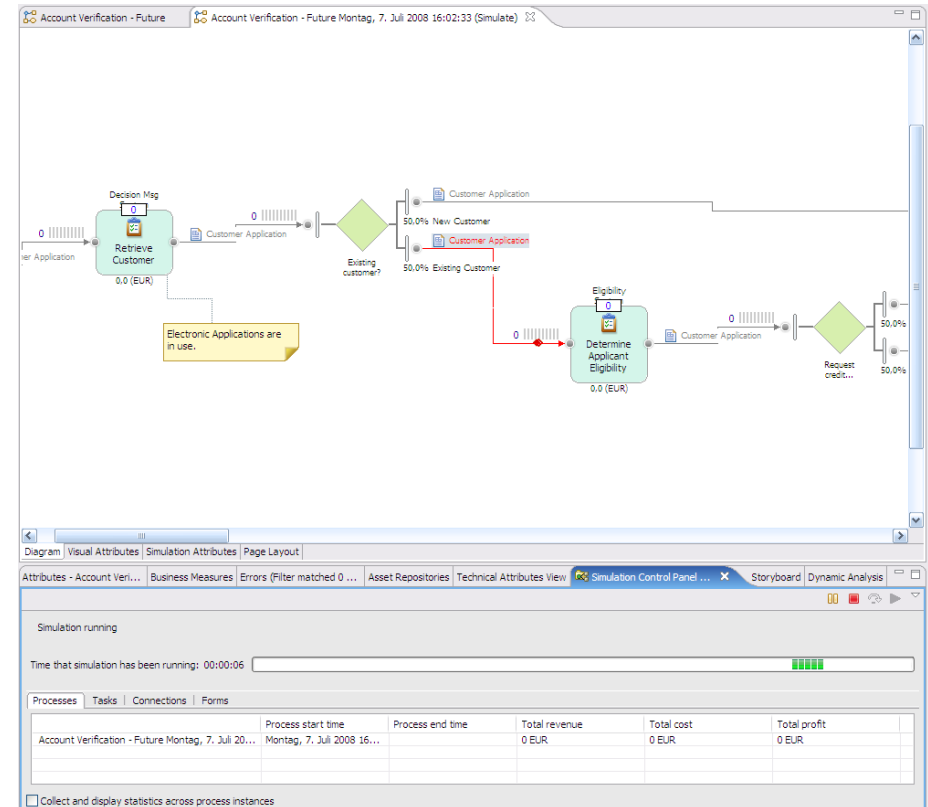 Account Verification - Future
Account Verification - Future Montag, 7. Juli 2008 16:02:33 (Simulate)
Decision Msg
0
0
Retrieve
Customer
0.0 (EUR)
er Application
0
Customer Application
Existing
customer?
Customer Application
50.0% New Customer
Customer Application
50.0% Existing Customer
Electronic Applications are
in use.
0
Eligibility
0
Determine
Applicant
Eligibility
0.0 (EUR)
0
Customer Application
Request
credit...
50.0%
50.0%
Diagram Visual Attributes Simulation Attributes Page Layout
Attributes - Account Veri... Business Measures Errors (Filter matched 0 ... Asset Repositories Technical Attributes View Simulation Control Panel ... Storyboard Dynamic Analysis
Simulation running
Time that simulation has been running: 00:00:06
Processes Tasks Connections Forms
Process start time Process end time Total revenue Total cost Total profit
Account Verification - Future Montag, 7. Juli 20... Montag, 7. Juli 2008 16... 0 EUR 0 EUR 0 EUR
Collect and display statistics across process instances